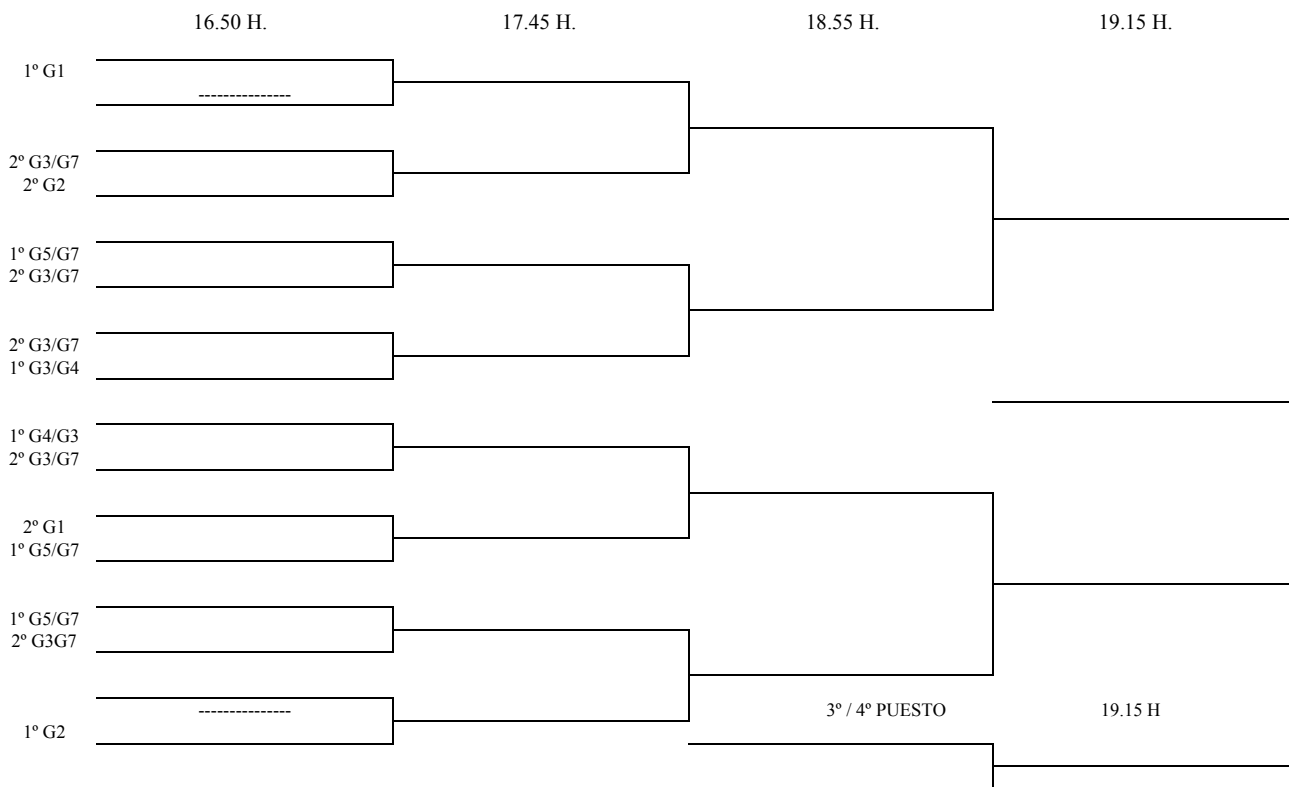 16.50 H. 17.45 H. 18.55 H. 19.15 H.
1º G1
---------------
2º G3/G7
2º G2
1º G5/G7
2º G3/G7
2º G3/G7
1º G3/G4
1º G4/G3
2º G3/G7
2º G1
1º G5/G7
1º G5/G7
2º G3G7
---------------
3º / 4º PUESTO 19.15 H
1º G2